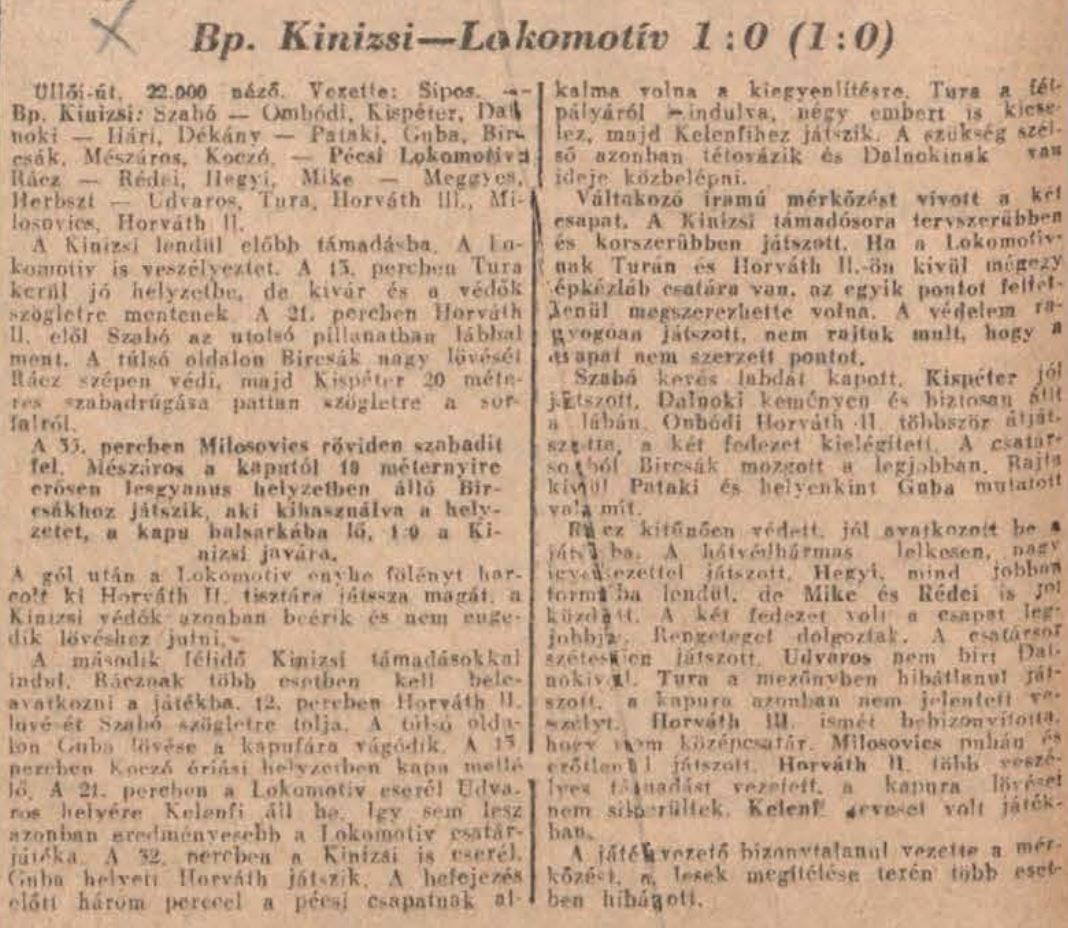 Bp. Kinizsi—Lokomotív 1:0 (1:0)
Üllői-út, 22.000 néző. Vezette: Sipos. —
Bp. Kinizsi: Szabó — Ombódi, Kispéter, Dal-
noki — Hári, Dékány — Pataki, Guba, Bir-
csák, Mészáros, Koczó. — Pécsi Lokomotív:
Rácz — Rédei, Hegyi, Mike — Meggyes,
Herbszt — Udvaros, Tura, Horváth III., Mi-
losovics, Horváth II.
A Kinizsi lendül előbb támadásba. A Lo-
komotiv is veszélyeztet. A 13. percben Tura
kerül jó helyzetbe, de kivár és a védők
szögletre mentenek. A 21. percben Horváth
II. elől Szabó az utolsó pillanatban lábbal
ment. A túlsó oldalon Bircsák nagy lövését
Rácz szépen védi, majd Kispéter 20 méte-
res szabadrúgása pattan szögletre a sor-
falról.
A 33. percben Milosovics röviden szabadít
fel. Mészáros a kaputól 10 méternyire
erősen lesgyanus helyzetben álló Bir-
csákhoz játszik, aki kihasználva a hely-
zetet, a kapu balsarkába lő. 1:0 a Ki-
nizsi javára.
A gól után a Lokomotiv enyhe fölényt har-
colt ki Horváth II. tisztára játssza magát, a
Kinizsi védők azonban beérik és nem enge-
dik lövéshez jutni.
A második félidő Kinizsi támadásokkal
indul. Rácznak több esetben kell bele-
avatkozni a játékba. 12. percben Horváth II.
lövését Szabó szögletre tolja. A túlsó olda-
lon Guba lövése a kapufára vágódik. A 15.
percben Koczó óriási helyzetben kapu mellé
lő. A 21. percben a Lokomotiv cserél Udva-
ros helyére Kelenfi áll be. Igy sem lesz
azonban eredményesebb a Lokomotiv csatár-
játéka. A 32. percben a Kinizsi is cserél.
Guba helyett Horváth játszik. A befejezés
előtt három perccel a pécsi csapatnak al-
kalma volna a kiegyenlítésre. Tura a fél-
pályáról indulva, négy embert is kicse-
lez, majd Kelenfihez játszik. A szükség szél-
ső azonban tétovázik és Dalnokinak van
ideje közbelépni.
Váltakozó iramú mérkőzést vívott a két
csapat. A Kinizsi támadósora tervszerűbben
és korszerűbben játszott. Ha a Lokomotiv-
nak Turán és Horváth II.-ön kívül mégegy
épkézláb csatára van, az egyik pontot feltét-
lenül megszerezhette volna. A védelem ra-
gyogóan játszott, nem rajtuk mult, hogy a
csapat nem szerzett pontot.
Szabó kevés labdát kapott. Kispéter jól
játszott. Dalnoki keményen és biztosan állt
a lábán. Onbódi Horváth II. többször átját-
szotta, a két fedezet kielégített. A csatár-
sorból Bircsák mozgott a legjobban. Rajta
kívül Pataki és helyenkint Guba mutatott
valamit.
Rácz kitűnően védett, jól avatkozott be a
játékba. A hátvédhármas lelkesen, nagy
igyekezettel játszott. Hegyi, mind jobban
formába lendül, de Mike és Rédei is jól
küzdött. A két fedezet volt a csapat leg-
jobbja. Rengeteget dolgoztak. A csatársor
szétesően játszott. Udvaros nem birt Dal-
nokival. Tura a mezőnyben hibátlanul ját-
szott, a kapura azonban nem jelentett ve-
szélyt. Horváth III. ismét bebizonyította,
hogy nem középcsatár. Milosovics puhán és
erőtlenül játszott. Horváth II. több veszé-
lyes támadást vezetett, a kapura lövései
nem sikerültek. Kelenfi keveset volt játék-
ban.
A játékvezető bizonytalanul vezette a mér-
kőzést, a lesek megítélése terén több eset-
ben hibázott.